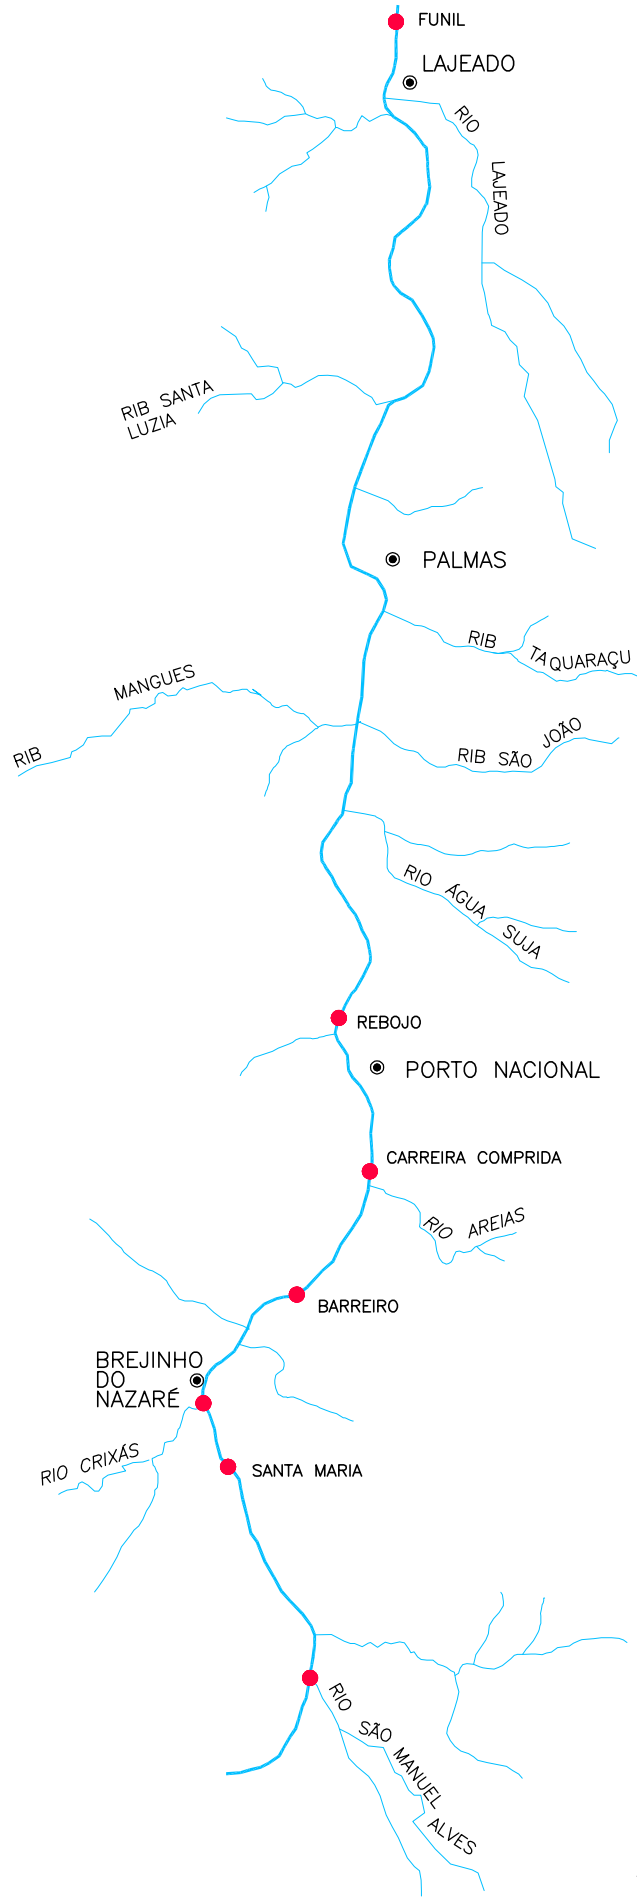 FUNIL
LAJEADO
RIO
LAJEADO
RIB SANTA
LUZIA
PALMAS
RIB TAQUARAÇU
RIB MANGUES
RIB SÃO JOÃO
RIO ÁGUA SUJA
REBOJO
PORTO NACIONAL
CARREIRA COMPRIDA
RIO AREIAS
BARREIRO
BREJINHO
DO
NAZARÉ
RIO CRIXÁS
SANTA MARIA
RIO SÃO MANUEL ALVES